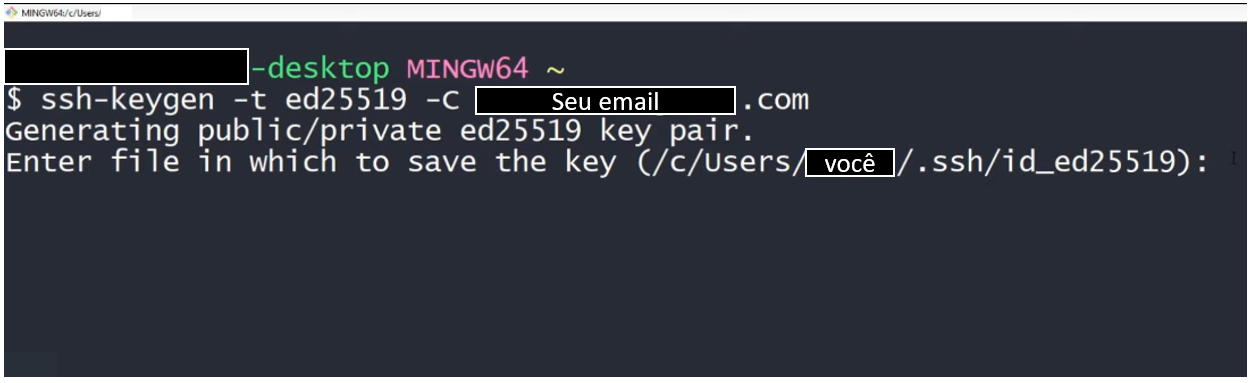 MINGW64:/c/Users/
-desktop MINGW64 ~
$ ssh-keygen -t ed25519 -C Seu email .com
Generating public/private ed25519 key pair.
Enter file in which to save the key (/c/Users/ você /.ssh/id_ed25519):